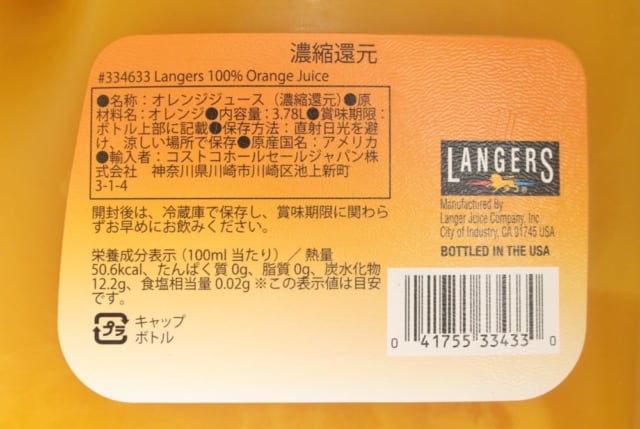 濃縮還元
#334633 Langers 100% Orange Juice
●名称：オレンジジュース（濃縮還元）●原
材料名：オレンジ●内容量：3.78L●賞味期限：
ボトル上部に記載●保存方法：直射日光を避
け、涼しい場所で保存●原産国名：アメリカ
●輸入者：コストコホールセールジャパン株
式会社　神奈川県川崎市川崎区池上新町
3-1-4
開封後は、冷蔵庫で保存し、賞味期限に関わら
ずお早めにお飲みください。
栄養成分表示（100ml 当たり）／ 熱量
50.6kcal、たんぱく質 0g、脂質 0g、炭水化物
12.2g、食塩相当量 0.02g ※この表示値は目安
です。
プラ
キャップ
ボトル
LANGERS
Manufactured By
Langer Juice Company, Inc.
City of Industry, CA 91745 USA
BOTTLED IN THE USA
0 41755 33433 0